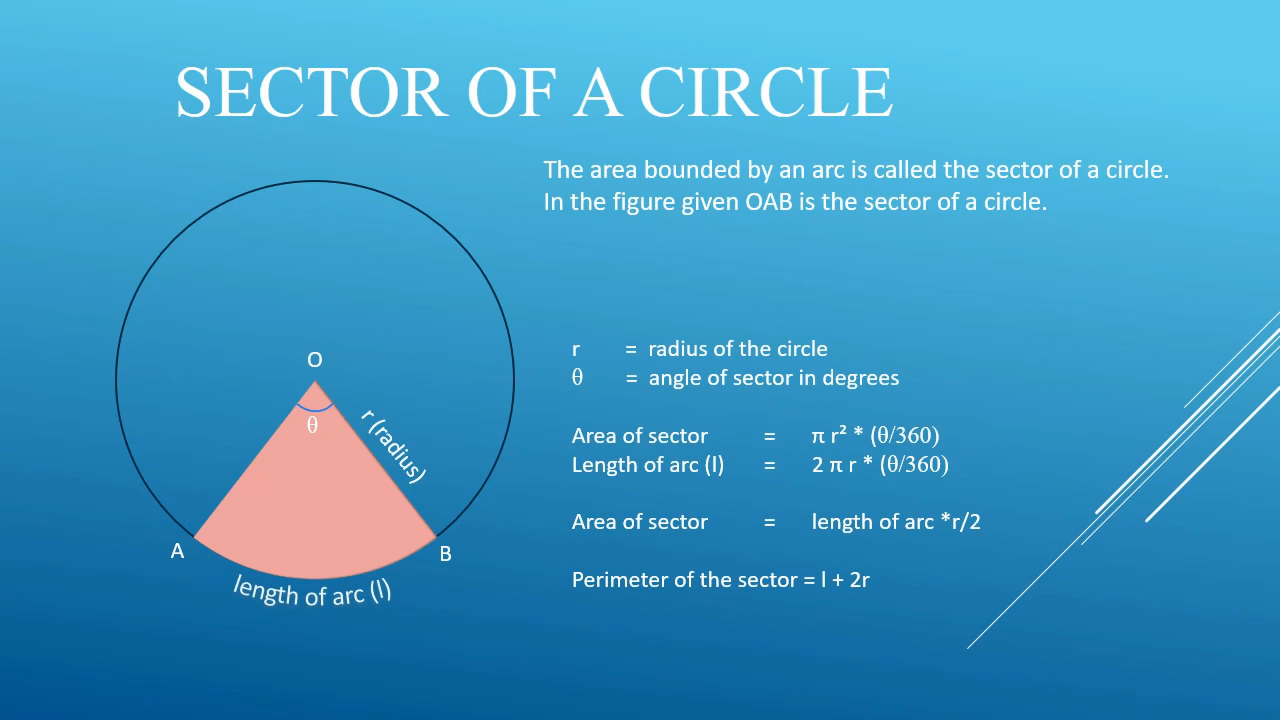 SECTOR OF A CIRCLE
The area bounded by an arc is called the sector of a circle.
In the figure given OAB is the sector of a circle.
r = radius of the circle
θ = angle of sector in degrees
Area of sector = π r² * (θ/360)
Length of arc (l) = 2 π r * (θ/360)
Area of sector = length of arc *r/2
Perimeter of the sector = l + 2r
O
θ
r (radius)
A
B
length of arc (l)